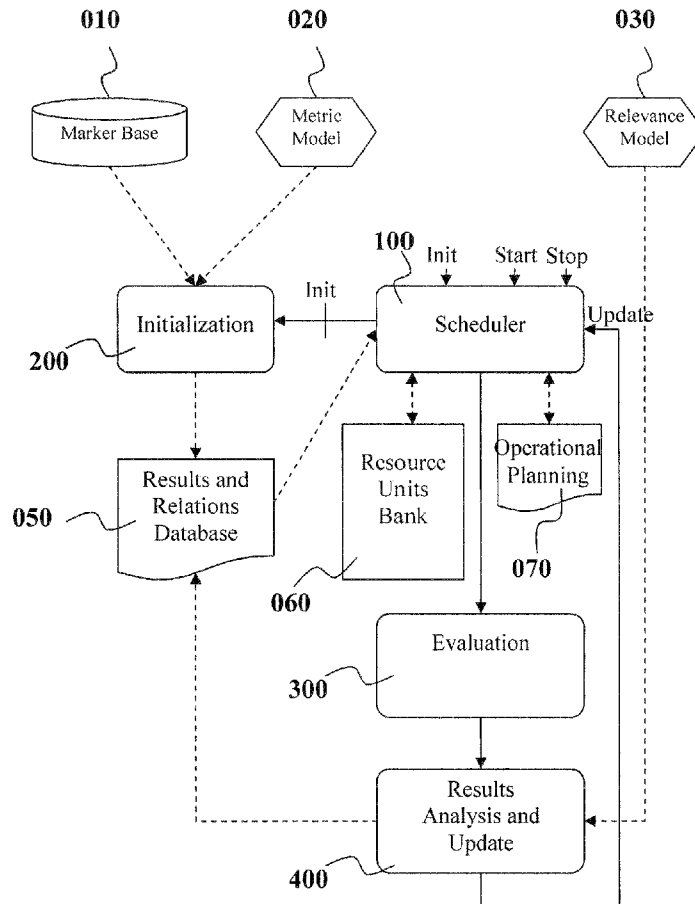 010
020
030
Marker Base
Metric
Model
Relevance
Model
100
Init
Start
Stop
Init
Initialization
Scheduler
Update
200
Results and
Relations
Database
Resource
Units
Bank
Operational
Planning
050
060
070
Evaluation
300
Results
Analysis and
Update
400